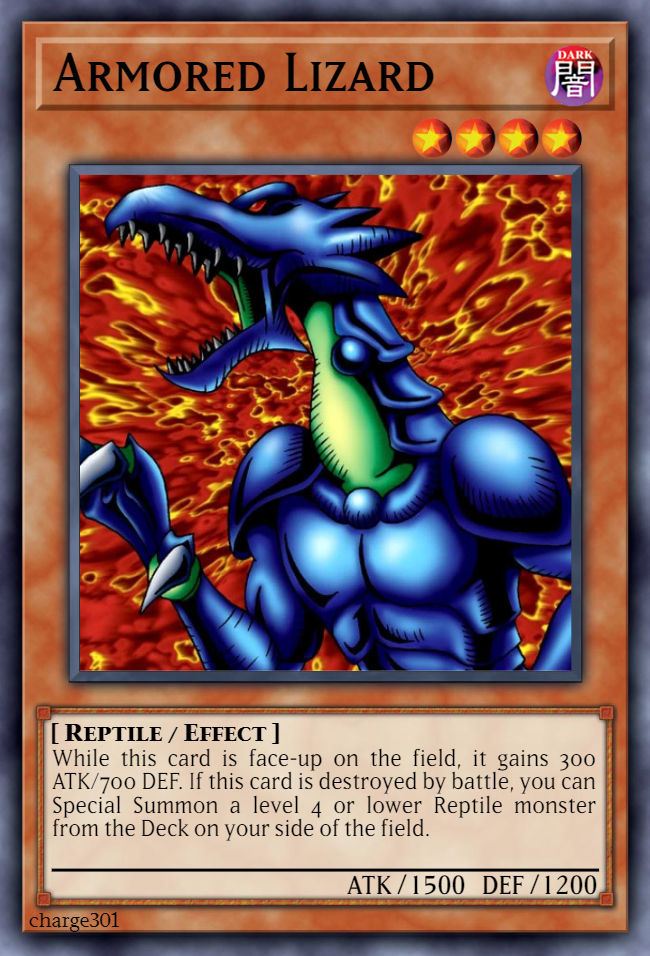 Armored Lizard
DARK
闇
[ Reptile / Effect ]
While this card is face-up on the field, it gains 300
ATK/700 DEF. If this card is destroyed by battle, you can
Special Summon a level 4 or lower Reptile monster
from the Deck on your side of the field.
ATK / 1500 DEF / 1200
charge301